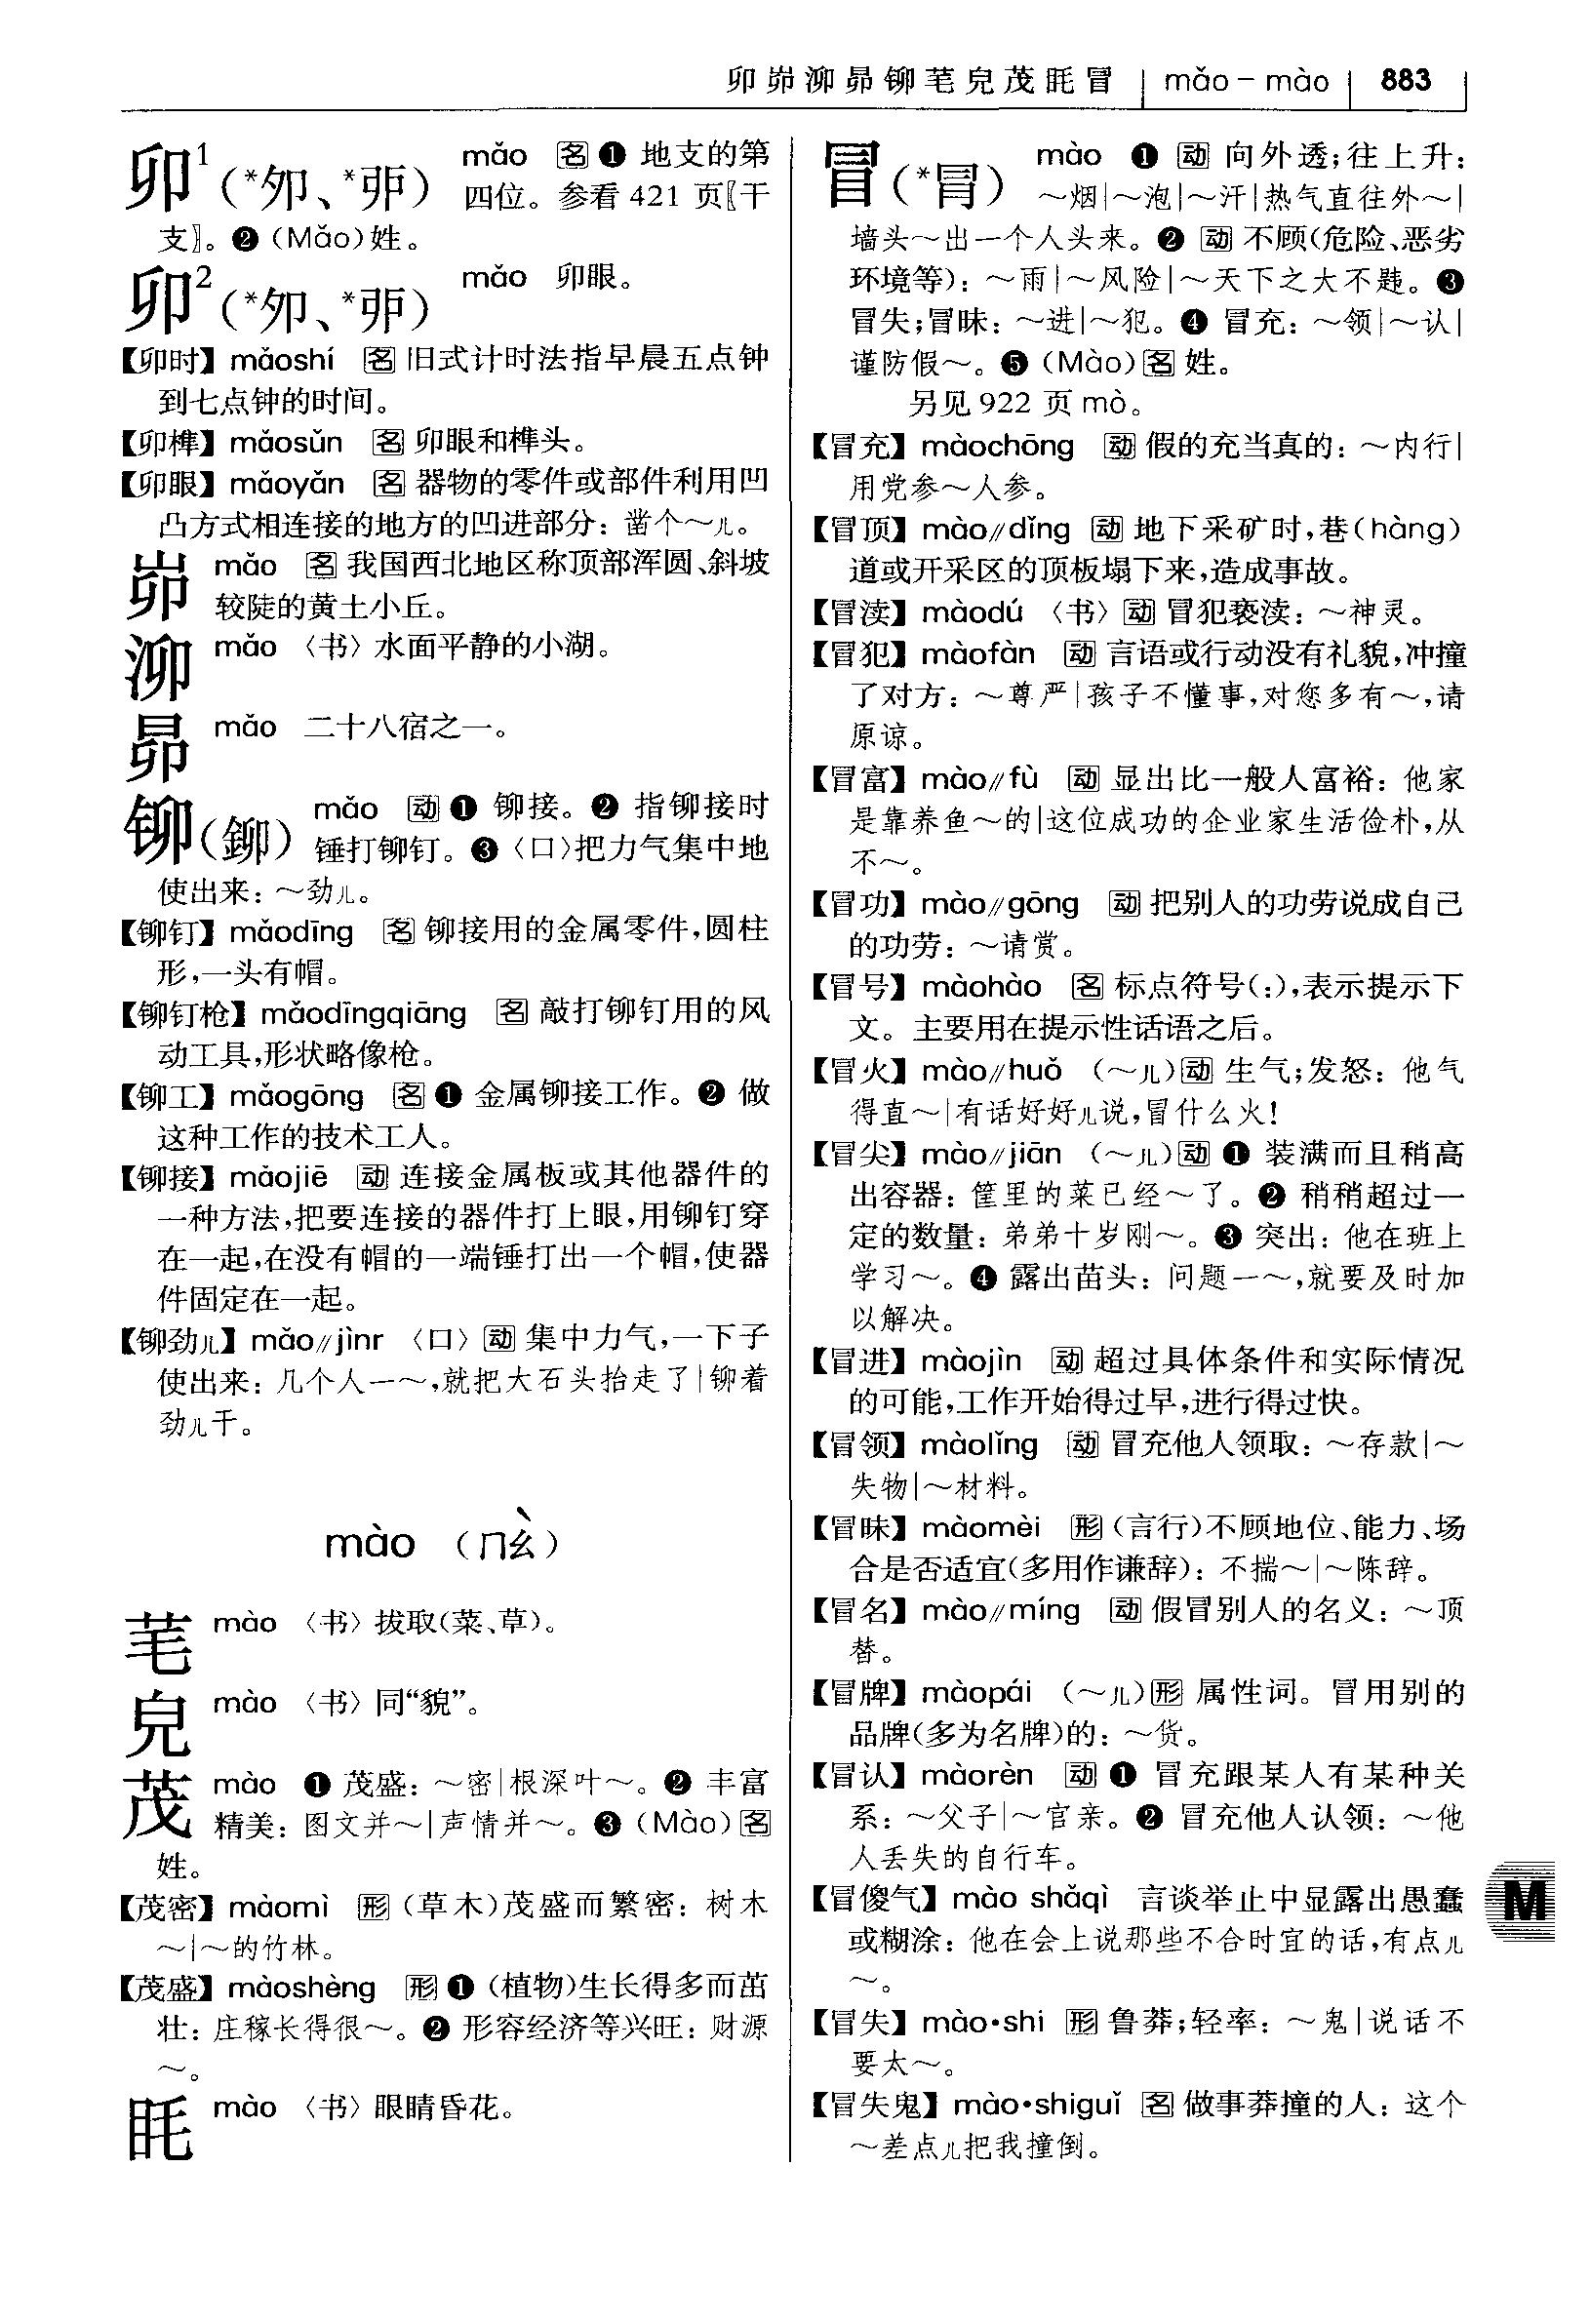 卯峁泖昴铆芼皃茂眊冒 mǎo－mào 883
卯¹（*夘、*戼） mǎo 名 ❶ 地支的第
四位。参看 421 页〖干
支〗。❷（Mǎo）姓。
卯²（*夘、*戼） mǎo 卯眼。
【卯时】 mǎoshí 名 旧式计时法指早晨五点钟
到七点钟的时间。
【卯榫】 mǎosǔn 名 卯眼和榫头。
【卯眼】 mǎoyǎn 名 器物的零件或部件利用凹
凸方式相连接的地方的凹进部分：凿个～儿。
峁 mǎo 名 我国西北地区称顶部浑圆、斜坡
较陡的黄土小丘。
泖 mǎo 〈书〉水面平静的小湖。
昴 mǎo 二十八宿之一。
铆（鉚） mǎo 动 ❶ 铆接。❷ 指铆接时
锤打铆钉。❸〈口〉把力气集中地
使出来：～劲儿。
【铆钉】 mǎodīng 名 铆接用的金属零件，圆柱
形，一头有帽。
【铆钉枪】 mǎodīngqiāng 名 敲打铆钉用的风
动工具，形状略像枪。
【铆工】 mǎogōng 名 ❶ 金属铆接工作。❷ 做
这种工作的技术工人。
【铆接】 mǎojiē 动 连接金属板或其他器件的
一种方法，把要连接的器件打上眼，用铆钉穿
在一起，在没有帽的一端锤打出一个帽，使器
件固定在一起。
【铆劲儿】 mǎo∥jìnr 〈口〉动 集中力气，一下子
使出来：几个人一～，就把大石头抬走了｜铆着
劲儿干。
mào （ㄇㄠˋ）
芼 mào 〈书〉拔取（菜、草）。
皃 mào 〈书〉同“貌”。
茂 mào ❶ 茂盛：～密｜根深叶～。❷ 丰富
精美：图文并～｜声情并～。❸（Mào）名
姓。
【茂密】 màomì 形（草木）茂盛而繁密：树木
～｜～的竹林。
【茂盛】 màoshèng 形 ❶（植物）生长得多而茁
壮：庄稼长得很～。❷ 形容经济等兴旺：财源
～。
眊 mào 〈书〉眼睛昏花。
冒（*冐） mào ❶ 动 向外透；往上升：
～烟｜～泡｜～汗｜热气直往外～｜
墙头～出一个人头来。❷ 动 不顾（危险、恶劣
环境等）：～雨｜～风险｜～天下之大不韪。❸
冒失；冒昧：～进｜～犯。❹ 冒充：～领｜～认｜
谨防假～。❺（Mào）名 姓。
另见 922 页 mò。
【冒充】 màochōng 动 假的充当真的：～内行｜
用党参～人参。
【冒顶】 mào∥dǐng 动 地下采矿时，巷（hàng）
道或开采区的顶板塌下来，造成事故。
【冒渎】 màodú 〈书〉动 冒犯亵渎：～神灵。
【冒犯】 màofàn 动 言语或行动没有礼貌，冲撞
了对方：～尊严｜孩子不懂事，对您多有～，请
原谅。
【冒富】 mào∥fù 动 显出比一般人富裕：他家
是靠养鱼～的｜这位成功的企业家生活俭朴，从
不～。
【冒功】 mào∥gōng 动 把别人的功劳说成自己
的功劳：～请赏。
【冒号】 màohào 名 标点符号（：），表示提示下
文。主要用在提示性话语之后。
【冒火】 mào∥huǒ （～儿）动 生气；发怒：他气
得直～｜有话好好儿说，冒什么火！
【冒尖】 mào∥jiān （～儿）动 ❶ 装满而且稍高
出容器：筐里的菜已经～了。❷ 稍稍超过一
定的数量：弟弟十岁刚～。❸ 突出：他在班上
学习～。❹ 露出苗头：问题一～，就要及时加
以解决。
【冒进】 màojìn 动 超过具体条件和实际情况
的可能，工作开始得过早，进行得过快。
【冒领】 màolǐng 动 冒充他人领取：～存款｜～
失物｜～材料。
【冒昧】 màomèi 形（言行）不顾地位、能力、场
合是否适宜（多用作谦辞）：不揣～｜～陈辞。
【冒名】 mào∥míng 动 假冒别人的名义：～顶
替。
【冒牌】 màopái （～儿）形 属性词。冒用别的
品牌（多为名牌）的：～货。
【冒认】 màorèn 动 ❶ 冒充跟某人有某种关
系：～父子｜～官亲。❷ 冒充他人认领：～他
人丢失的自行车。
【冒傻气】 mào shǎqì 言谈举止中显露出愚蠢
或糊涂：他在会上说那些不合时宜的话，有点儿
～。
【冒失】 mào·shi 形 鲁莽；轻率：～鬼｜说话不
要太～。
【冒失鬼】 mào·shiguǐ 名 做事莽撞的人：这个
～差点儿把我撞倒。
M